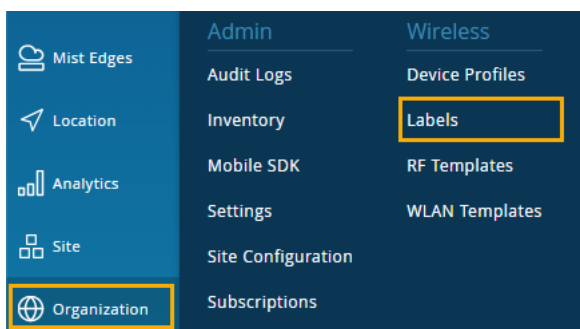 Mist Edges
Location
Analytics
Site
Organization
Admin
Audit Logs
Inventory
Mobile SDK
Settings
Site Configuration
Subscriptions
Wireless
Device Profiles
Labels
RF Templates
WLAN Templates